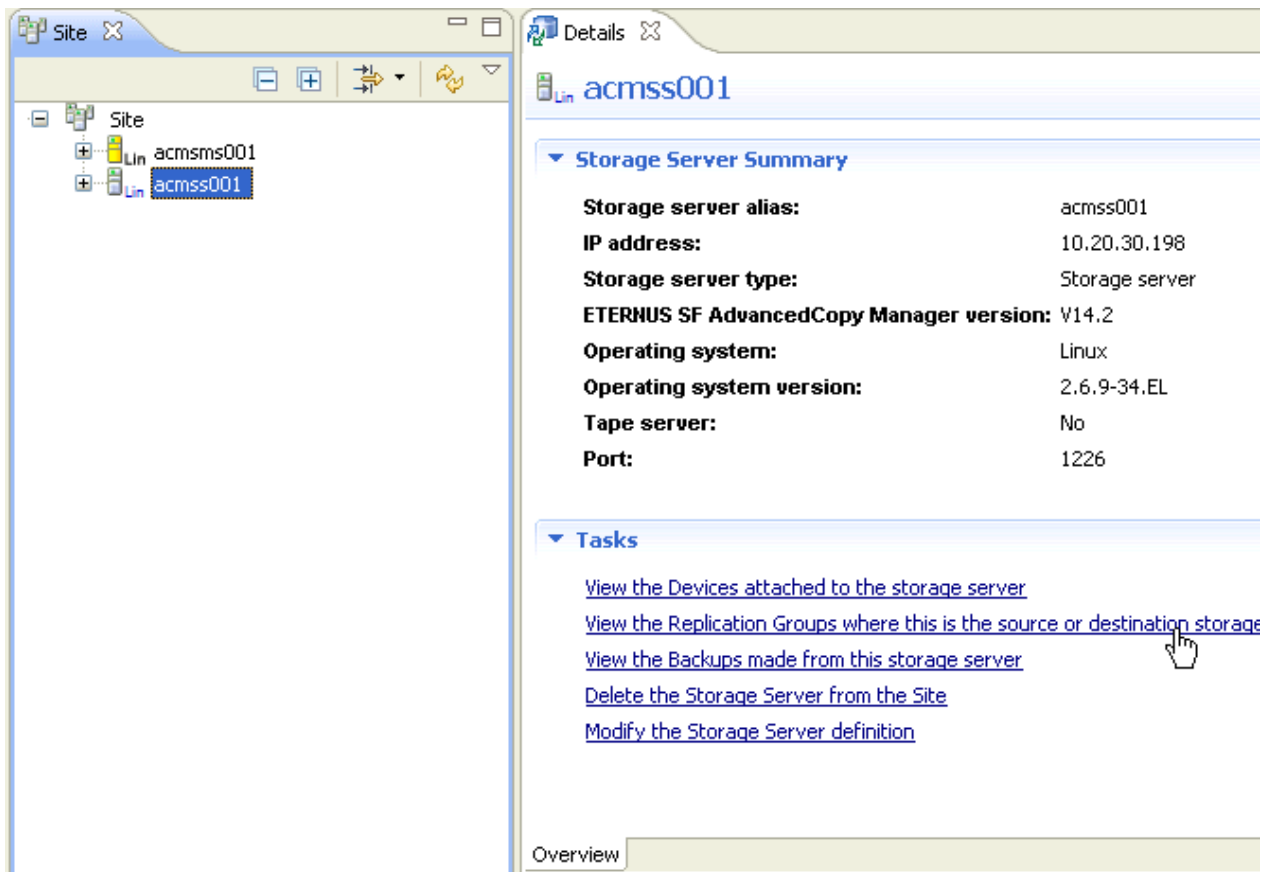 Site
Site
Lin acmsms001
Lin acmss001
Details
Lin acmss001
Storage Server Summary
Storage server alias: acmss001
IP address: 10.20.30.198
Storage server type: Storage server
ETERNUS SF AdvancedCopy Manager version: V14.2
Operating system: Linux
Operating system version: 2.6.9-34.EL
Tape server: No
Port: 1226
Tasks
View the Devices attached to the storage server
View the Replication Groups where this is the source or destination storage
View the Backups made from this storage server
Delete the Storage Server from the Site
Modify the Storage Server definition
Overview